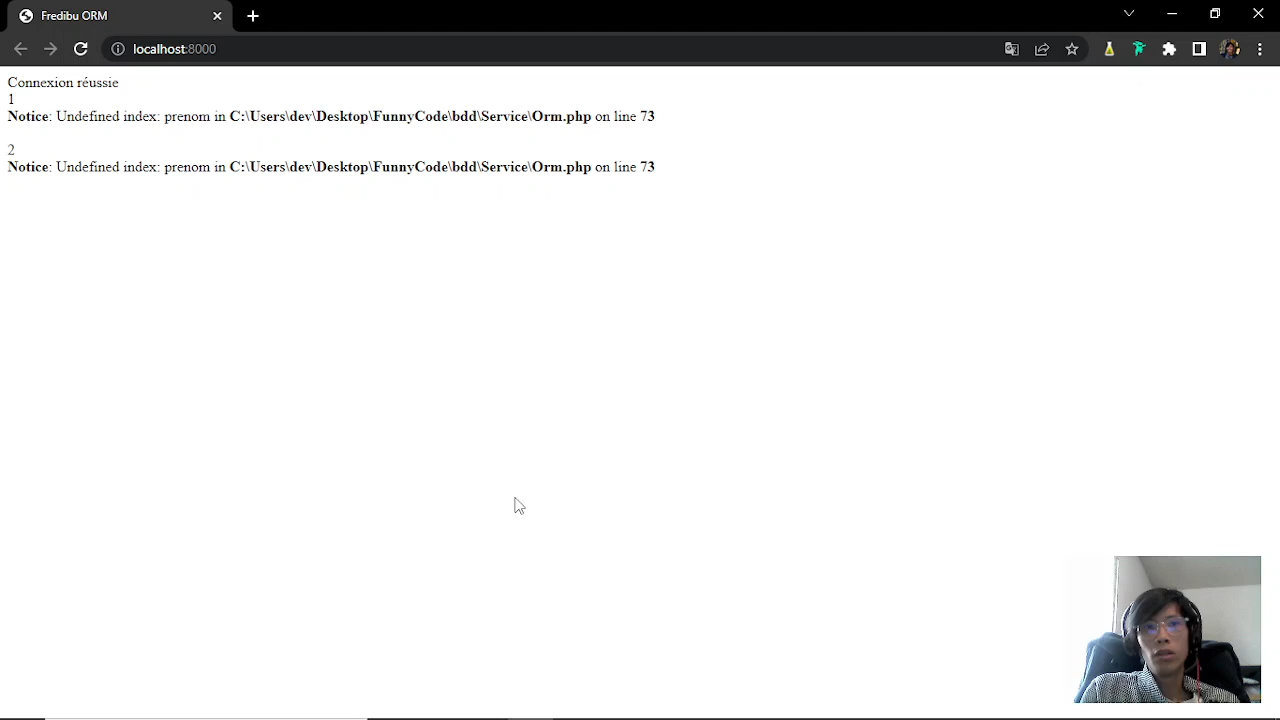 Fredibu ORM
localhost:8000
Connexion réussie
1
Notice: Undefined index: prenom in C:\Users\dev\Desktop\FunnyCode\bdd\Service\Orm.php on line 73
2
Notice: Undefined index: prenom in C:\Users\dev\Desktop\FunnyCode\bdd\Service\Orm.php on line 73